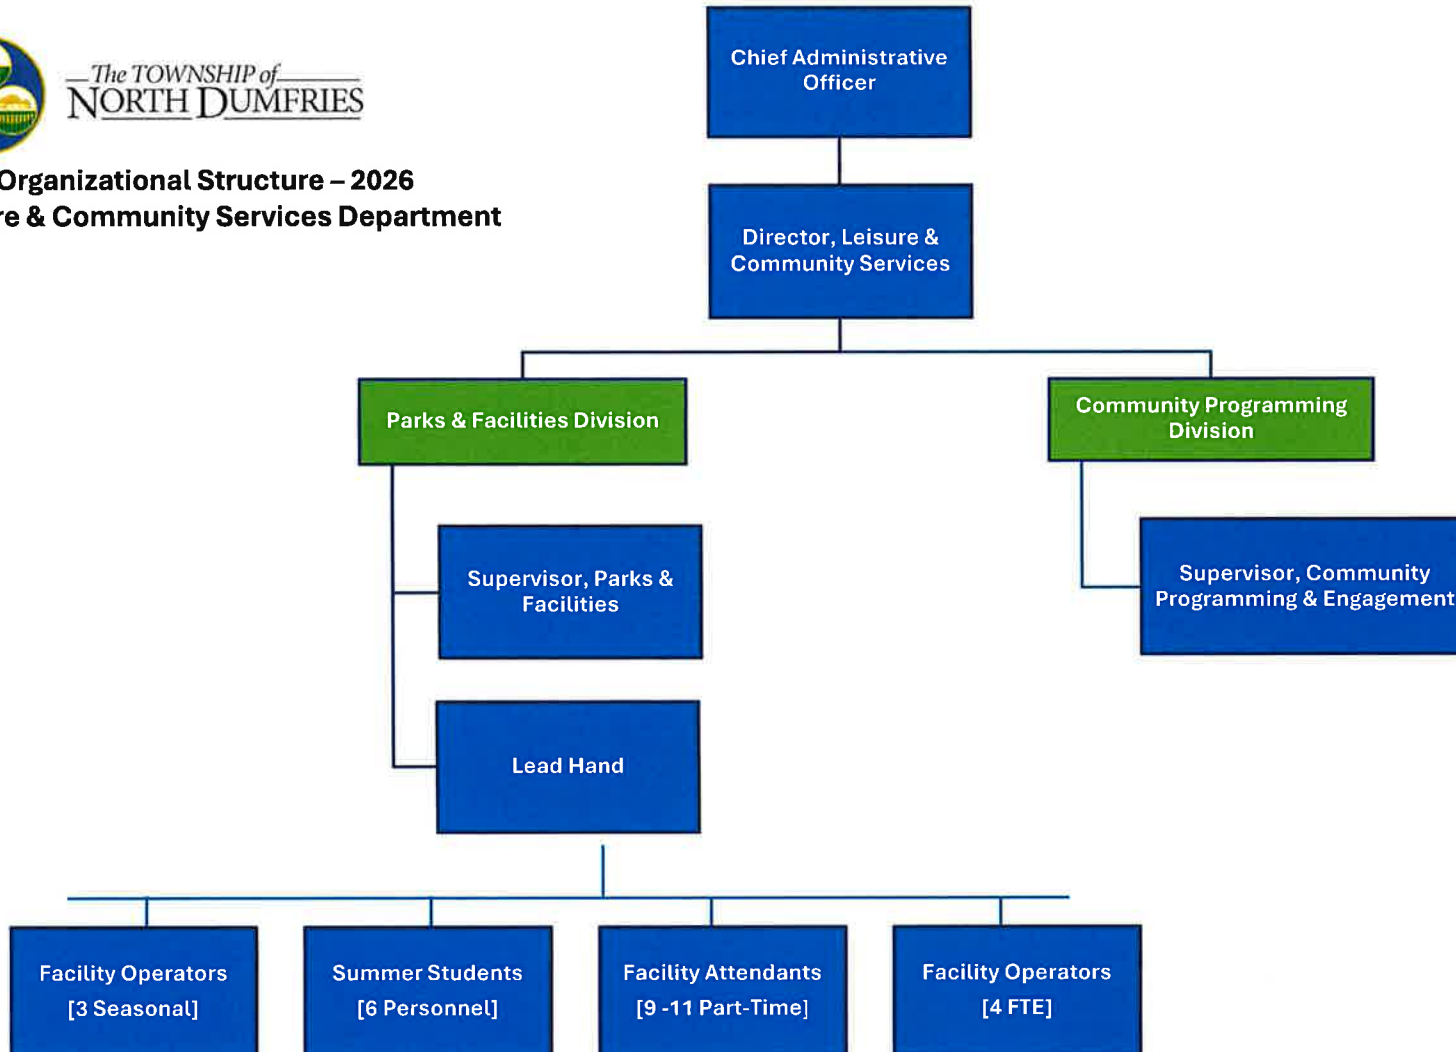 The TOWNSHIP of
NORTH DUMFRIES
Organizational Structure – 2026
re & Community Services Department
Chief Administrative
Officer
Director, Leisure &
Community Services
Parks & Facilities Division
Community Programming
Division
Supervisor, Parks &
Facilities
Supervisor, Community
Programming & Engagement
Lead Hand
Facility Operators
[3 Seasonal]
Summer Students
[6 Personnel]
Facility Attendants
[9 -11 Part-Time]
Facility Operators
[4 FTE]